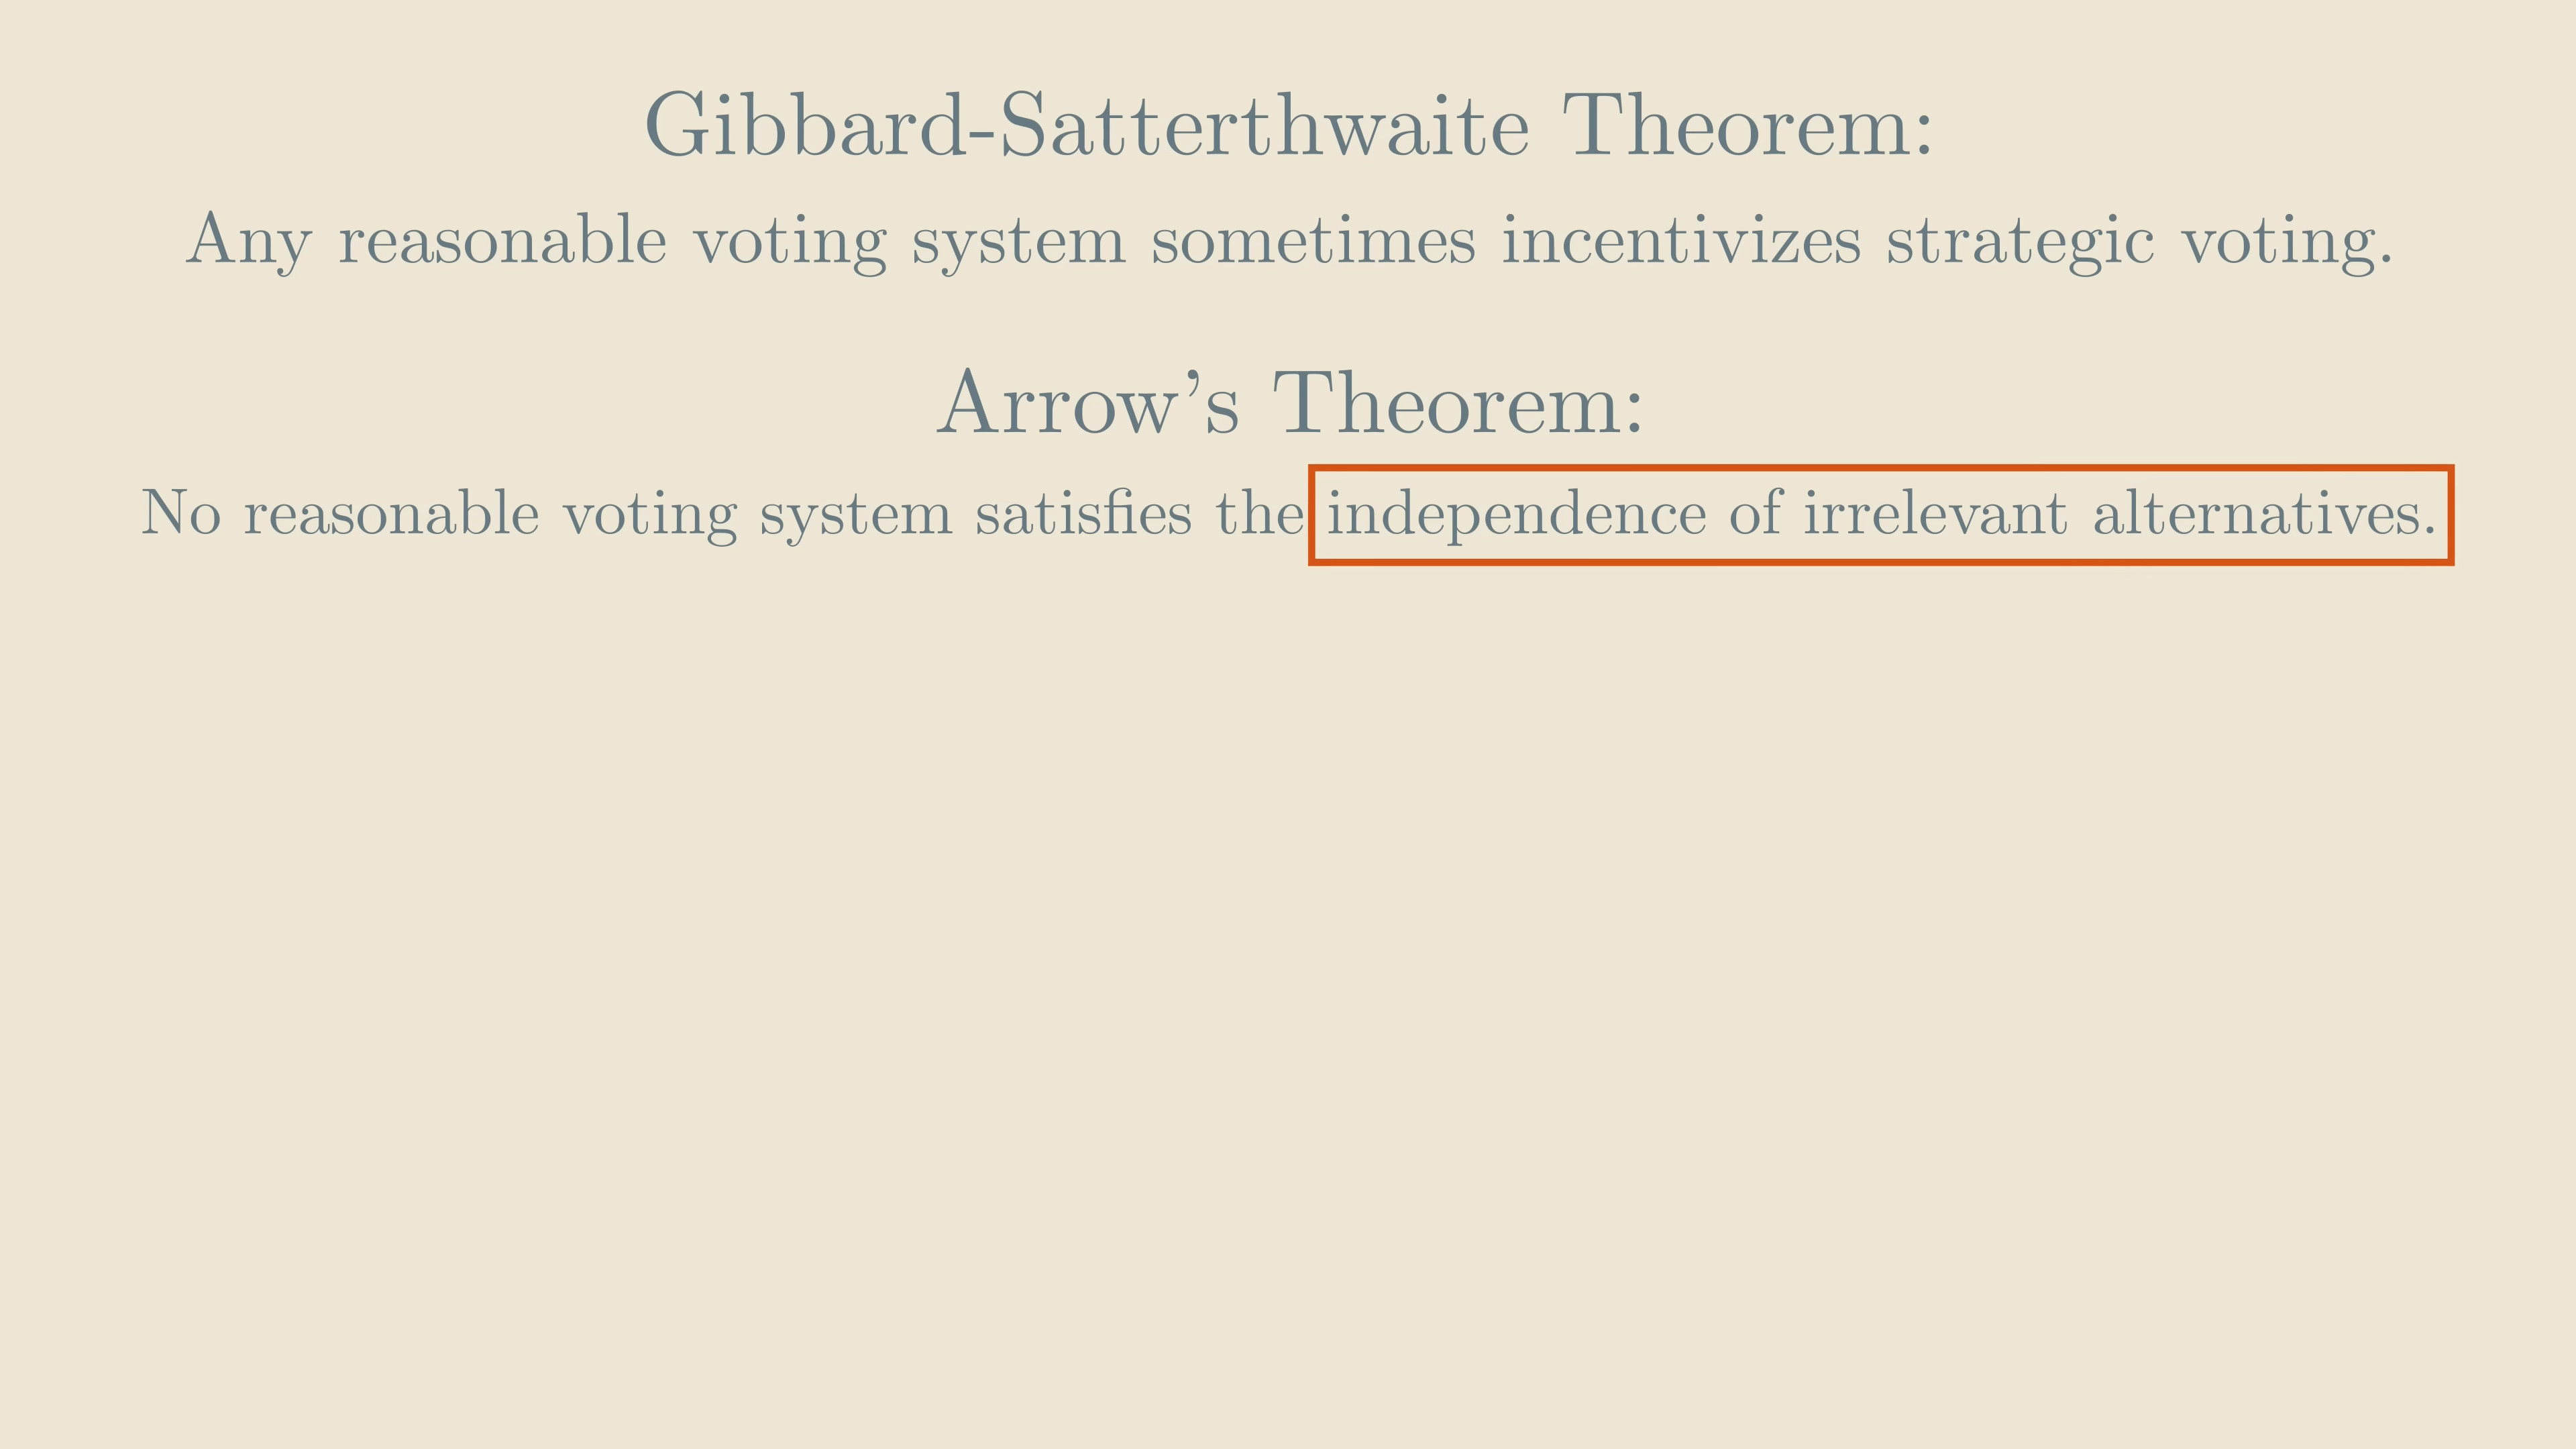 Gibbard-Satterthwaite Theorem:
Any reasonable voting system sometimes incentivizes strategic voting.
Arrow's Theorem:
No reasonable voting system satisfies the independence of irrelevant alternatives.